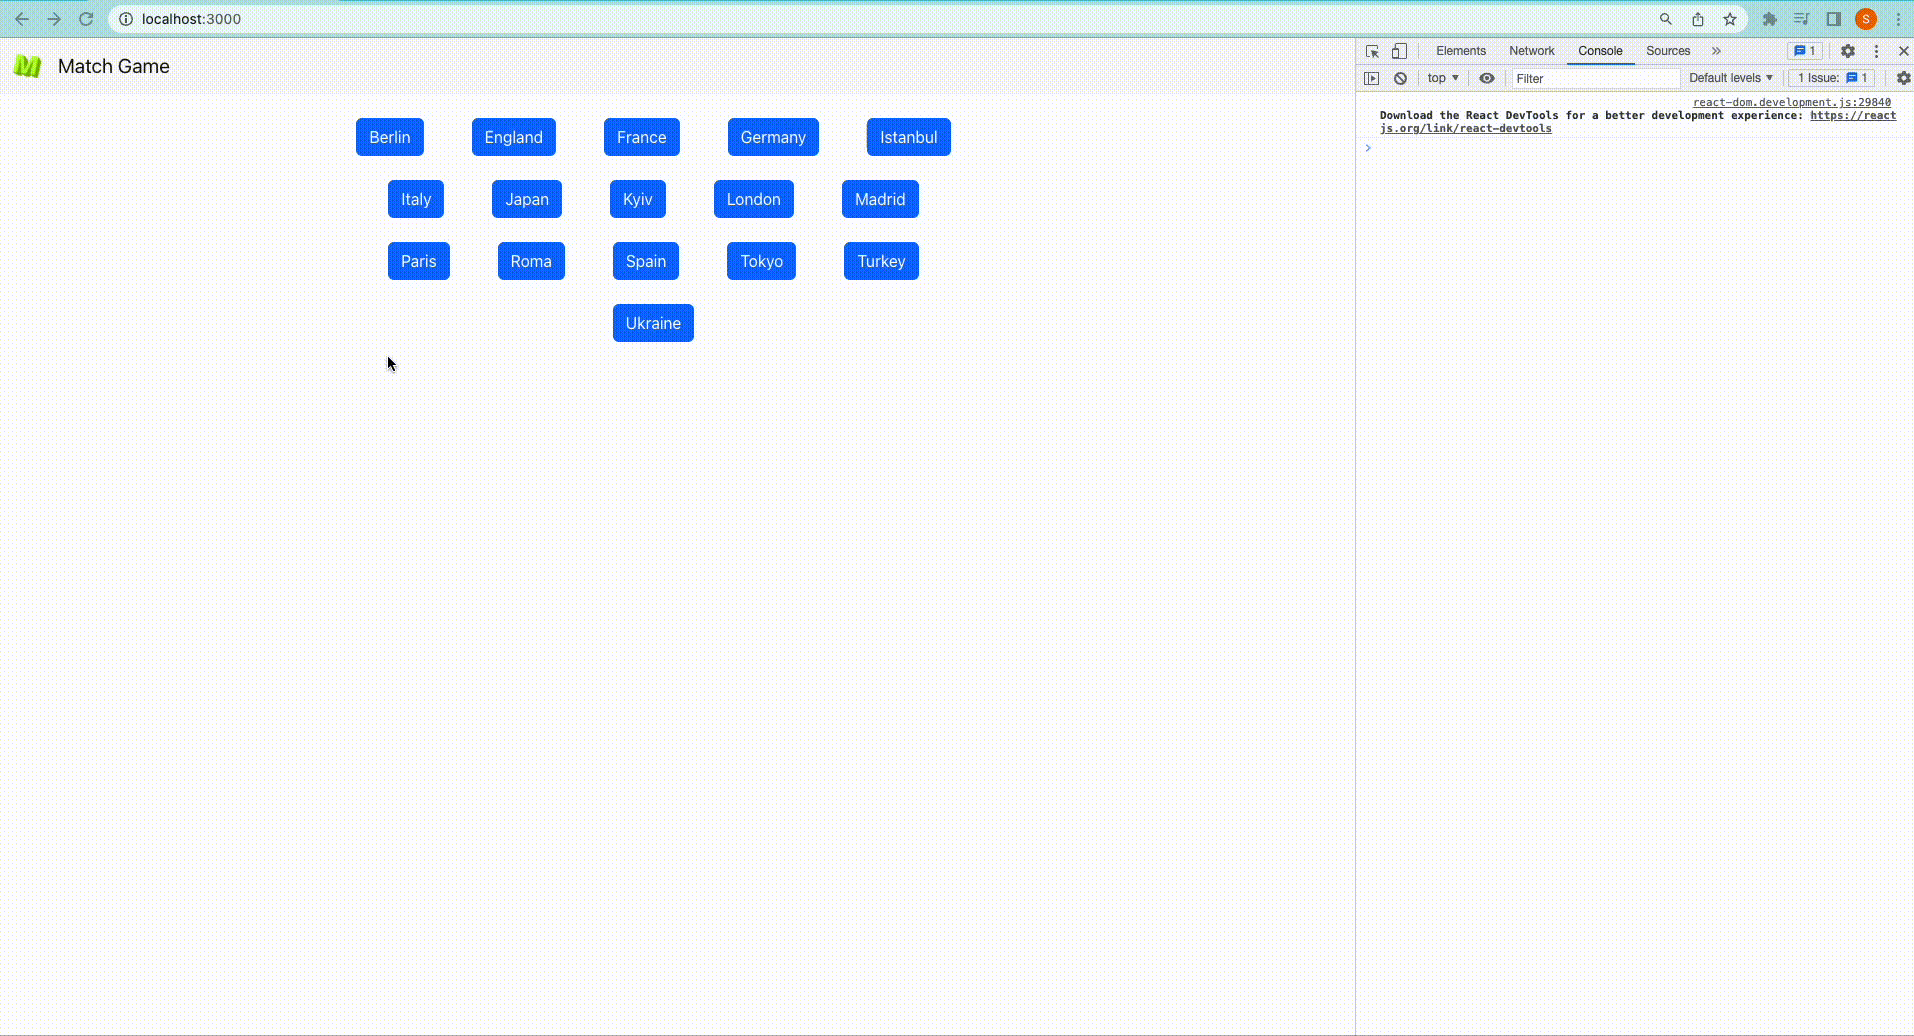 localhost:3000
S
M Match Game
Elements Network Console Sources » 1
top Filter Default levels 1 Issue: 1
react-dom.development.js:29840
Download the React DevTools for a better development experience: https://react
js.org/link/react-devtools
>
Berlin England France Germany Istanbul
Italy Japan Kyiv London Madrid
Paris Roma Spain Tokyo Turkey
Ukraine